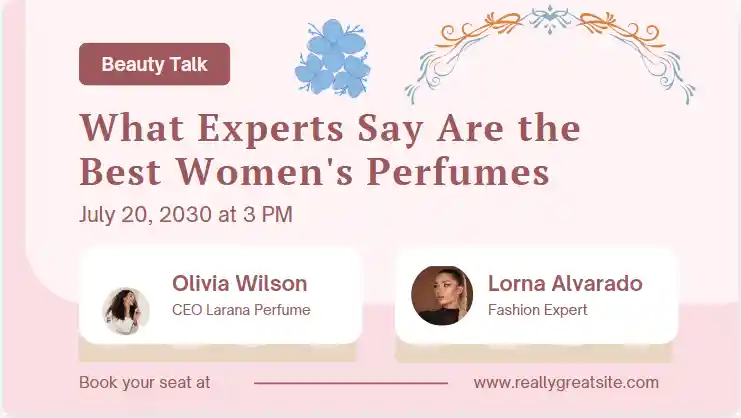 Beauty Talk
What Experts Say Are the
Best Women's Perfumes
July 20, 2030 at 3 PM
Olivia Wilson
CEO Larana Perfume
Lorna Alvarado
Fashion Expert
Book your seat at
www.reallygreatsite.com